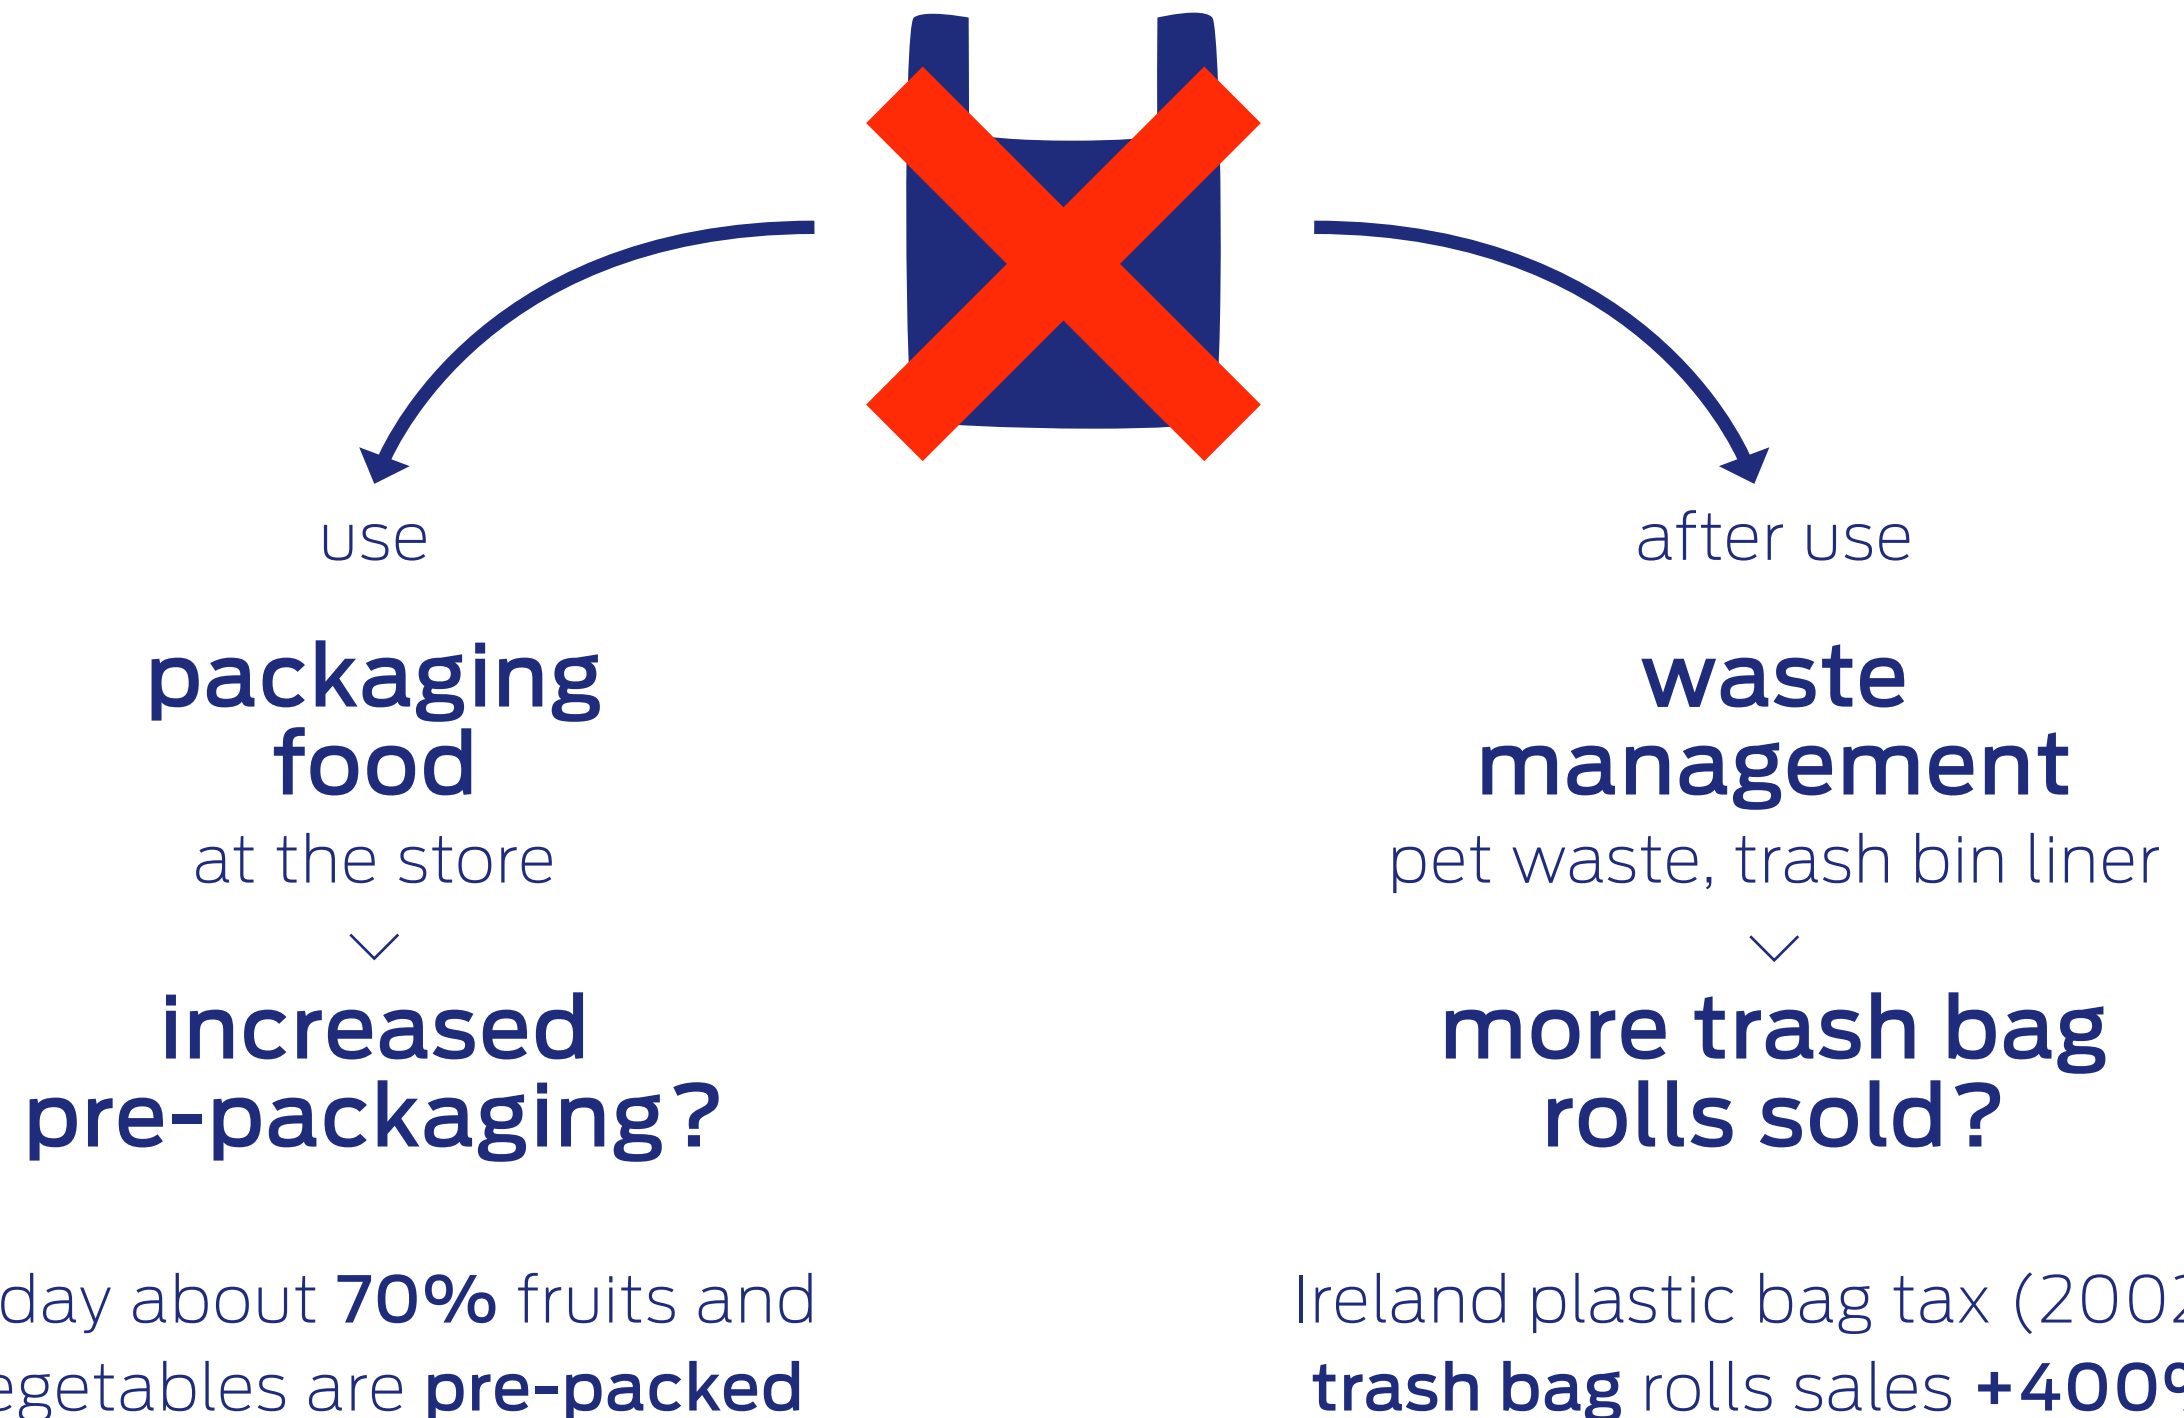 use
packaging
food
at the store
increased
pre-packaging?
day about 70% fruits and
egetables are pre-packed
after use
waste
management
pet waste, trash bin liner
more trash bag
rolls sold?
Ireland plastic bag tax (2002
trash bag rolls sales +400%